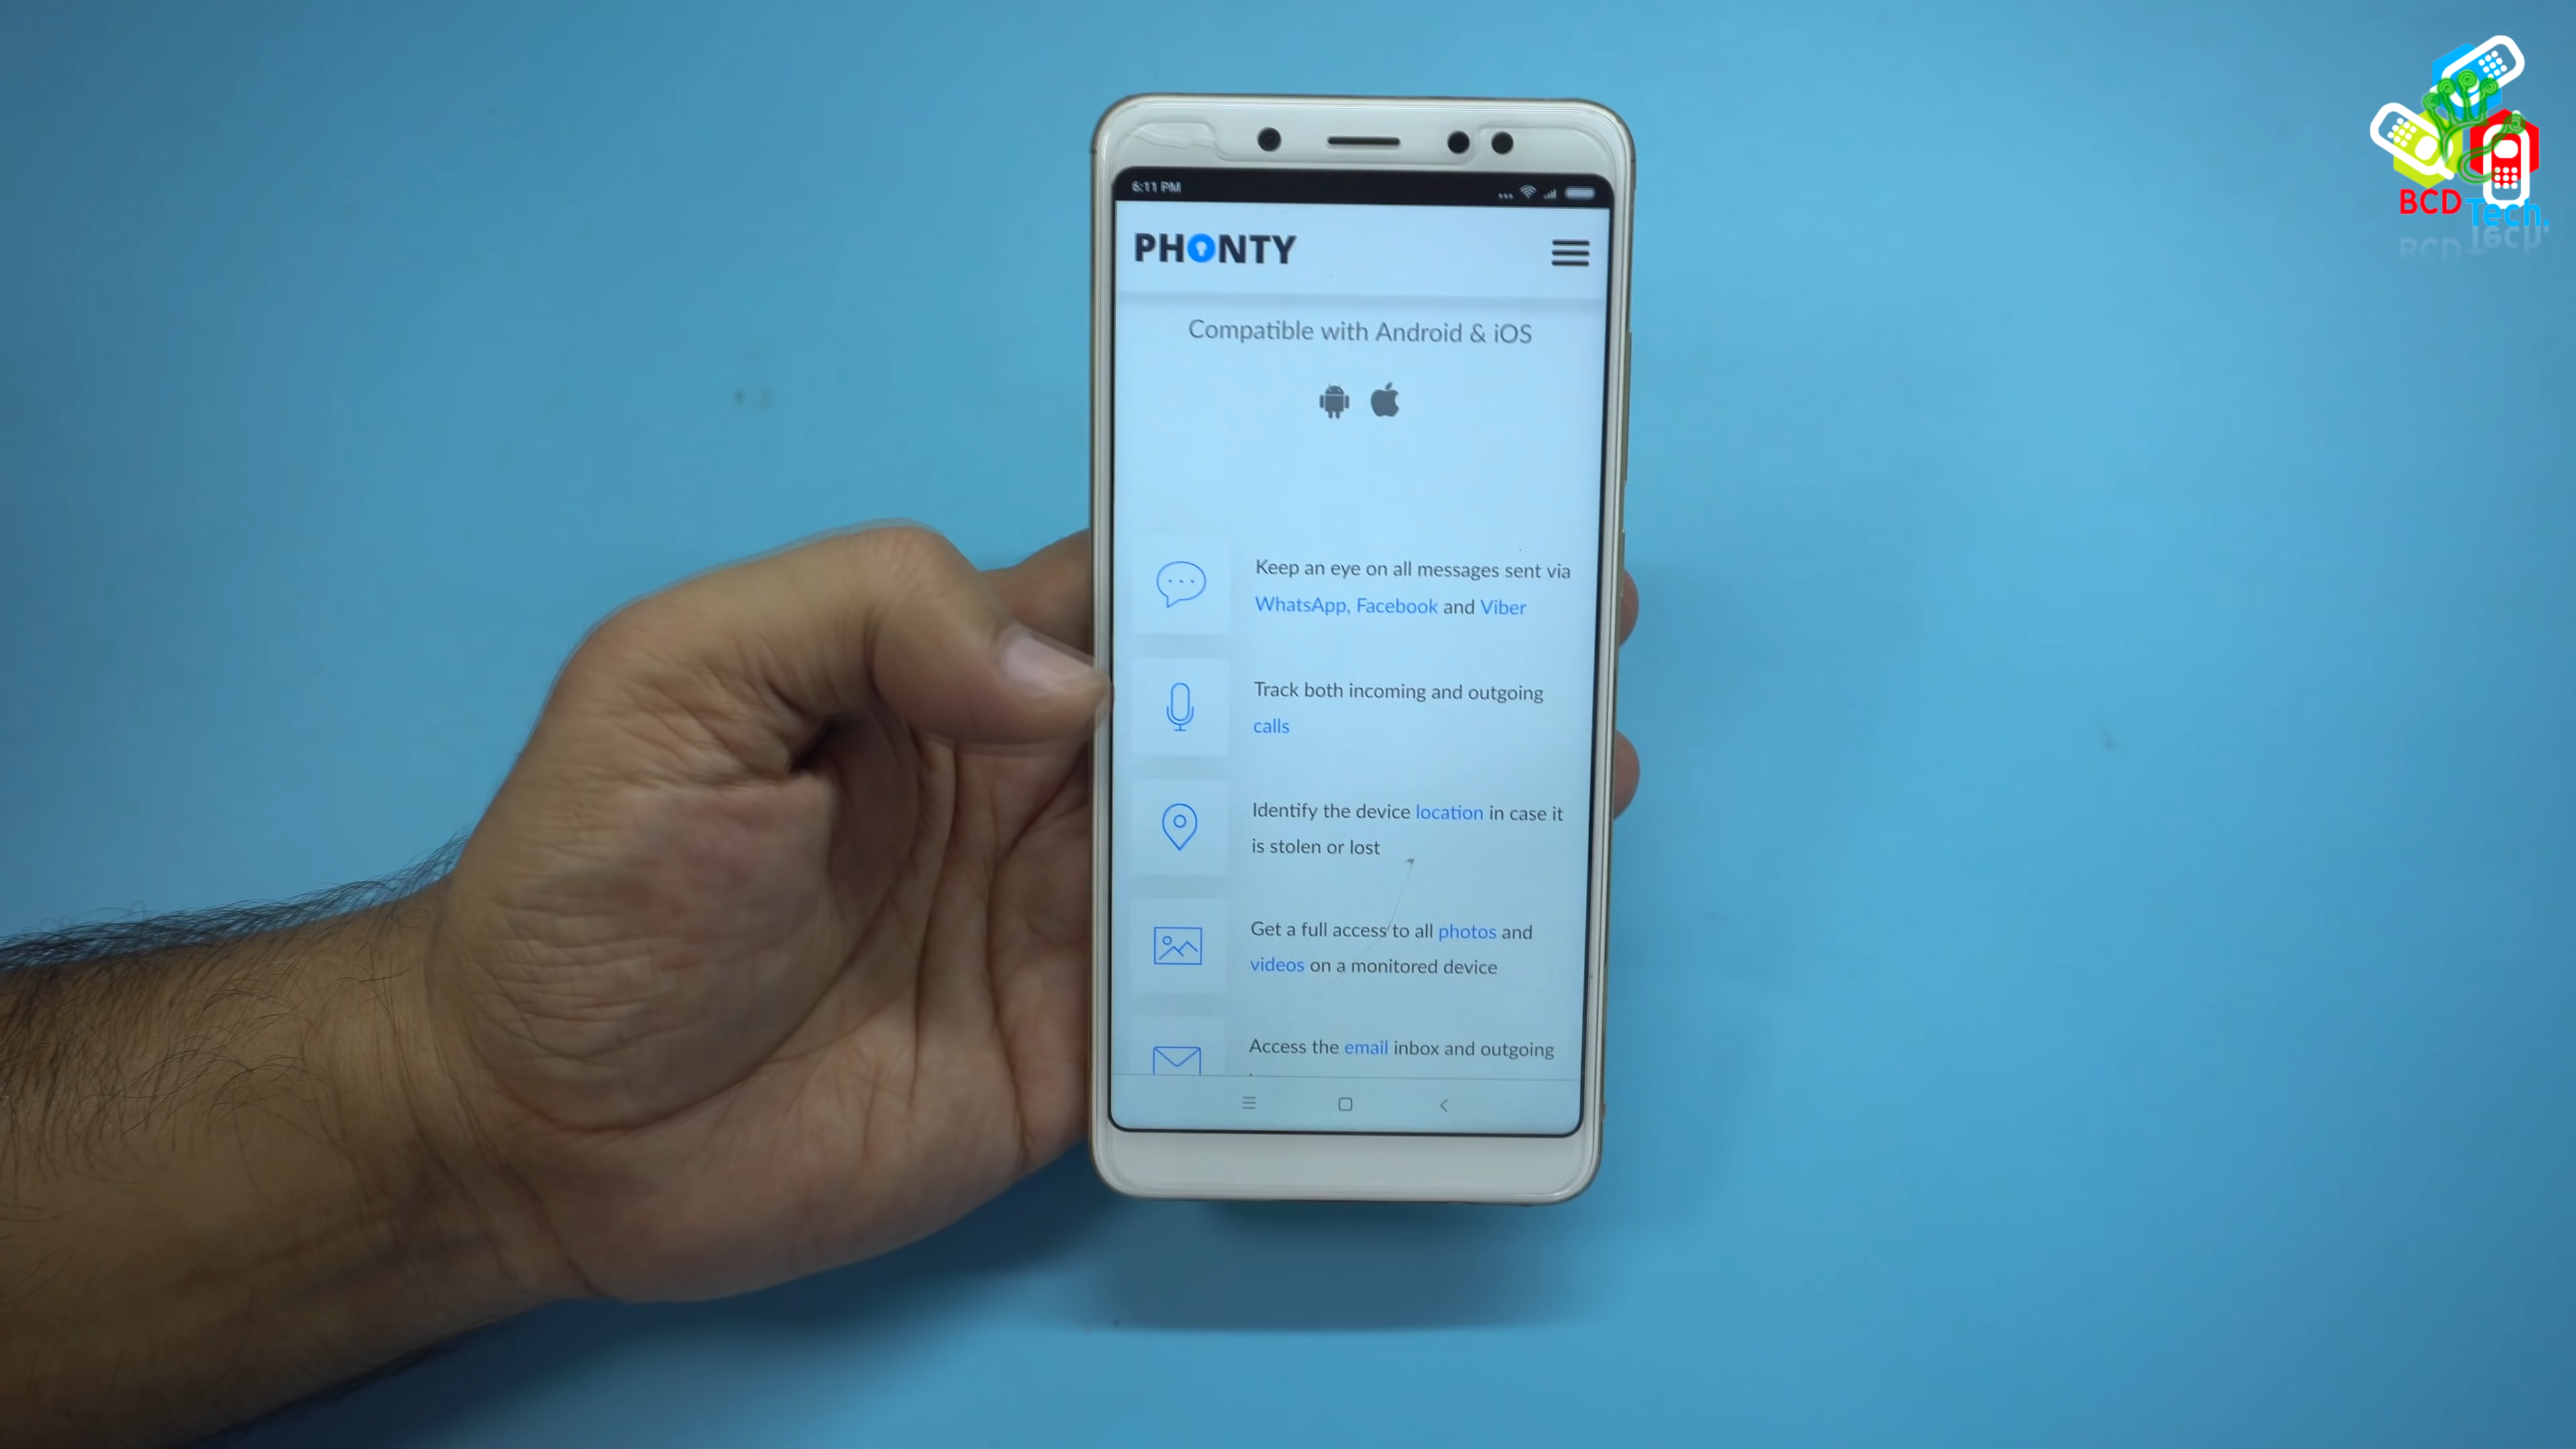 BCD Tech.
6:11 PM
PHONTY
Compatible with Android & iOS
Keep an eye on all messages sent via
WhatsApp, Facebook and Viber
Track both incoming and outgoing
calls
Identify the device location in case it
is stolen or lost
Get a full access to all photos and
videos on a monitored device
Access the email inbox and outgoing